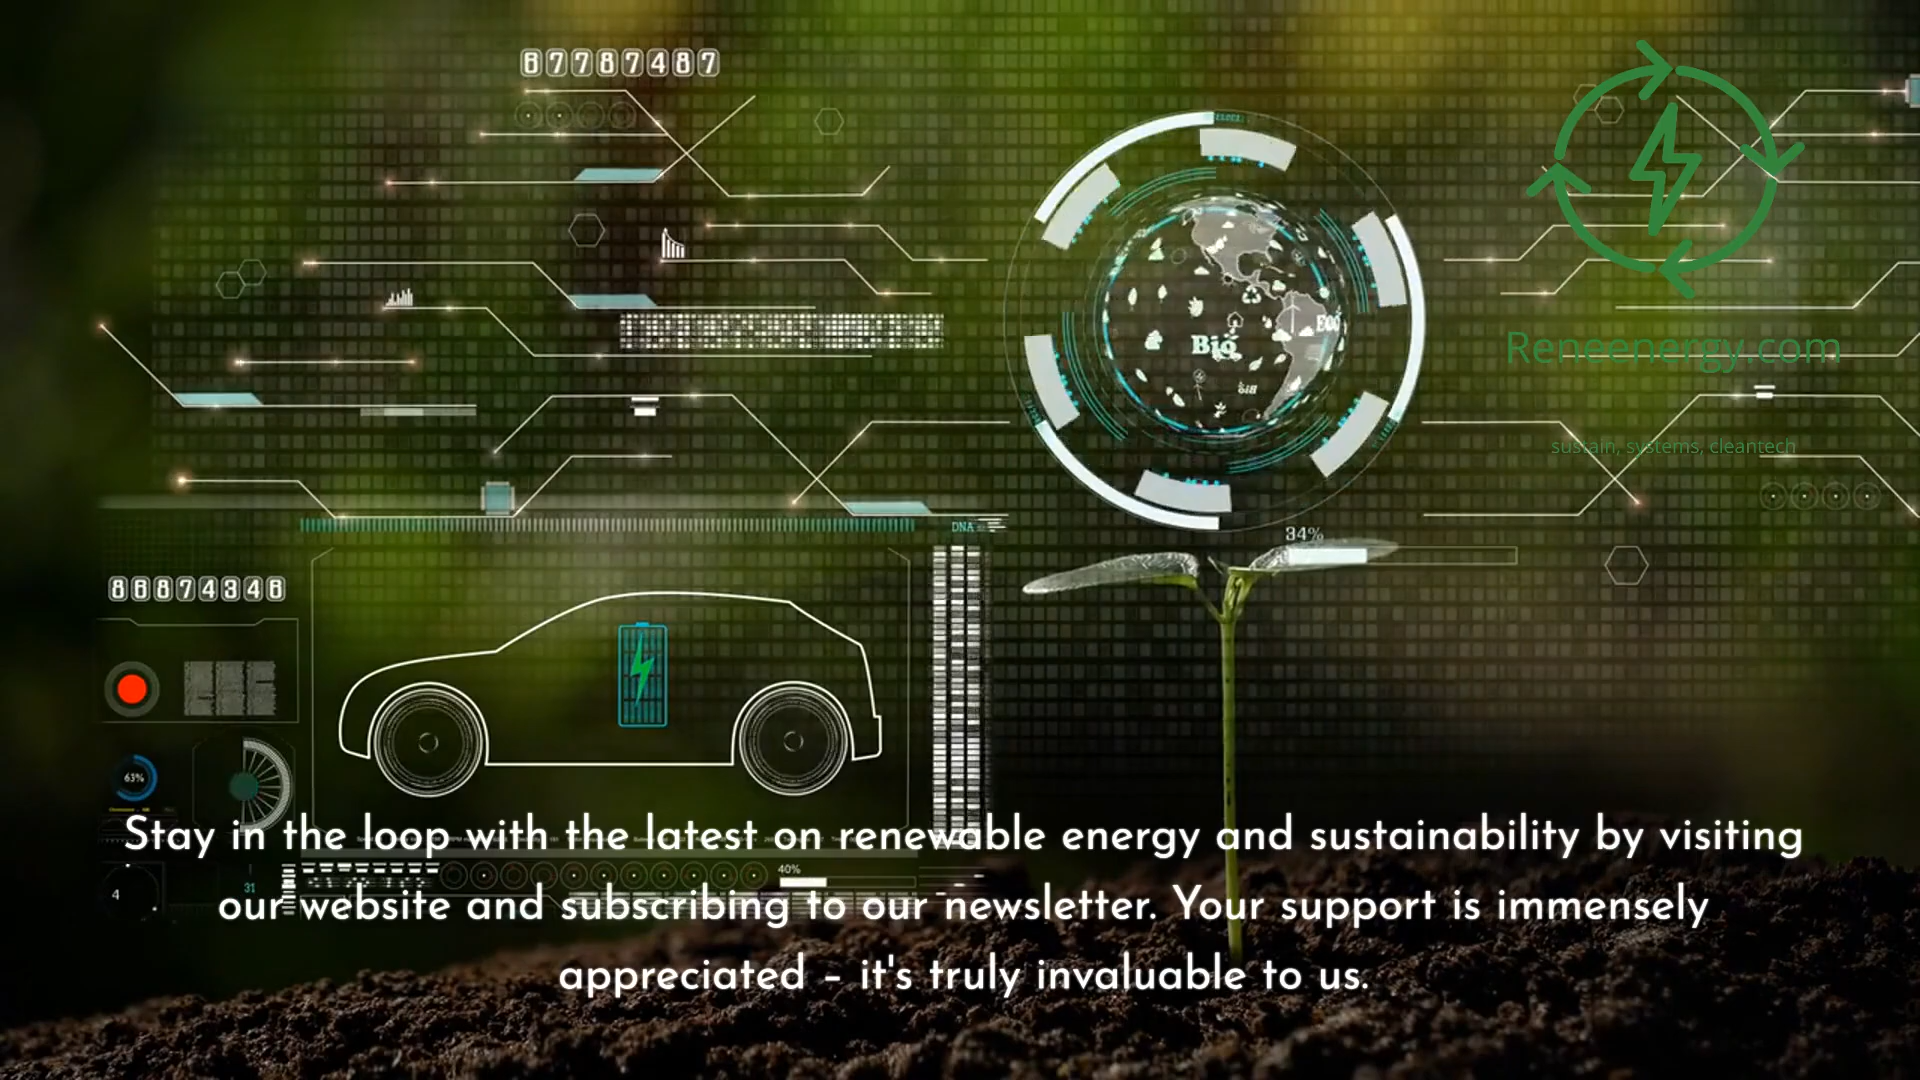 67787487
Bio
Eco
Reneenergy.com
sustain, systems, cleantech
DNA
34%
88874346
63%
Stay in the loop with the latest on renewable energy and sustainability by visiting
40%
4
31
our website and subscribing to our newsletter. Your support is immensely
appreciated – it's truly invaluable to us.